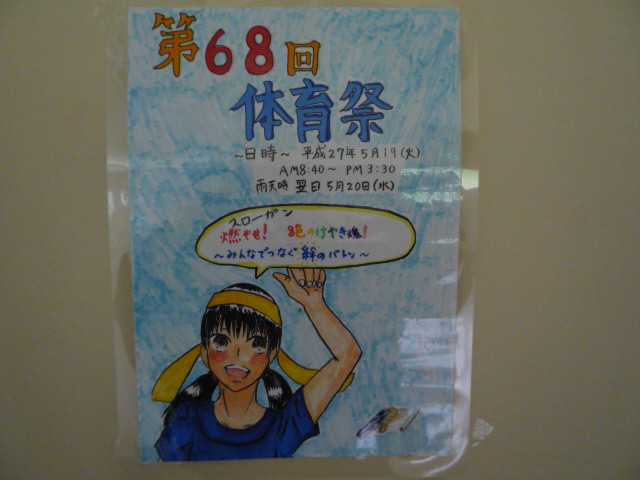 第68回
体育祭
～日時～ 平成27年5月19(火)
AM8:40～ PM3:30
雨天時 翌日5月20日(水)
スローガン
燃やせ! 8色のけやき魂!
～みんなでつなぐ絆のバトン～